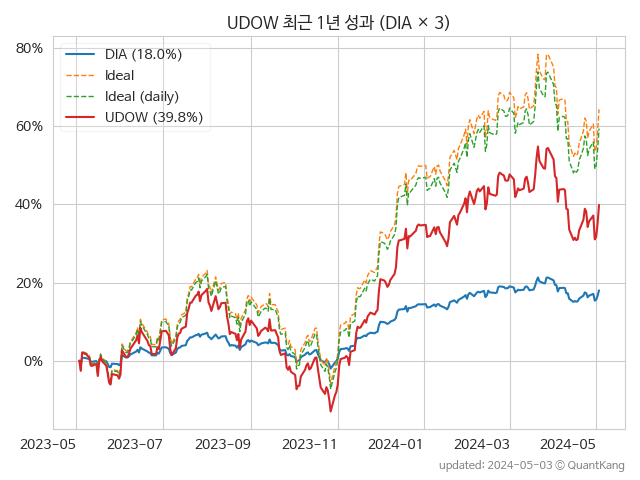 UDOW 최근 1년 성과 (DIA × 3)
80%
60%
40%
20%
0%
DIA (18.0%)
Ideal
Ideal (daily)
UDOW (39.8%)
2023−05 2023−07 2023−09 2023−11 2024−01 2024−03 2024−05
updated: 2024-05-03 © QuantKang